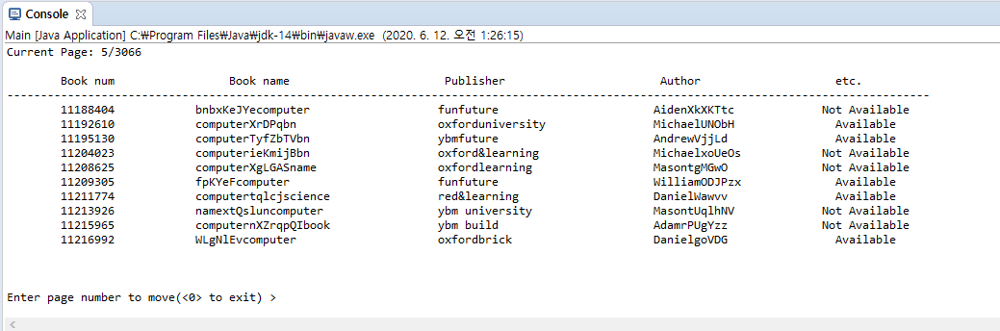 Console
Main [Java Application] C:₩Program Files₩Java₩jdk-14₩bin₩javaw.exe (2020. 6. 12. 오전 1:26:15)
Current Page: 5/3066
Book num Book name Publisher Author etc.
11188404 bnbxKeJYecomputer funfuture AidenXkXKTtc Not Available
11192610 computerXrDPqbn oxforduniversity MichaelUNObH Available
11195130 computerTyfZbTVbn ybmfuture AndrewVjjLd Available
11204023 computerieKmijBbn oxford&learning MichaelxoUeOs Not Available
11208625 computerXgLGASname oxfordlearning MasontgMGwO Not Available
11209305 fpKYeFcomputer funfuture WilliamODJPzx Available
11211774 computertqlcjscience red&learning DanielWawvv Available
11213926 namextQsluncomputer ybm university MasontUqlhNV Not Available
11215965 computernXZrqpQIbook ybm build AdamrPUgYzz Not Available
11216992 WLgNlEvcomputer oxfordbrick DanielgoVDG Available
Enter page number to move(<0> to exit) >